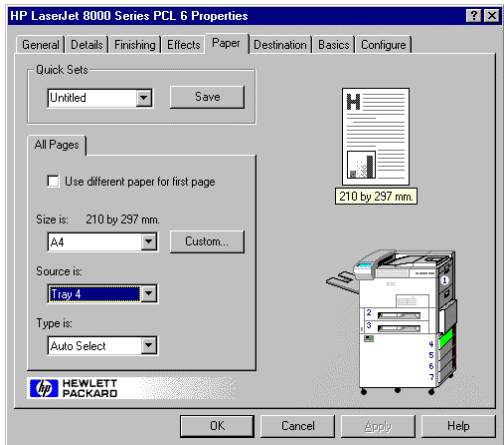 HP LaserJet 8000 Series PCL 6 Properties
General Details Finishing Effects Paper Destination Basics Configure
Quick Sets
Untitled Save
H
210 by 297 mm.
All Pages
Use different paper for first page
Size is: 210 by 297 mm.
A4 Custom...
Source is:
Tray 4
Type is:
Auto Select
1
2
3
4
5
6
7
hp HEWLETT
PACKARD
OK Cancel Apply Help